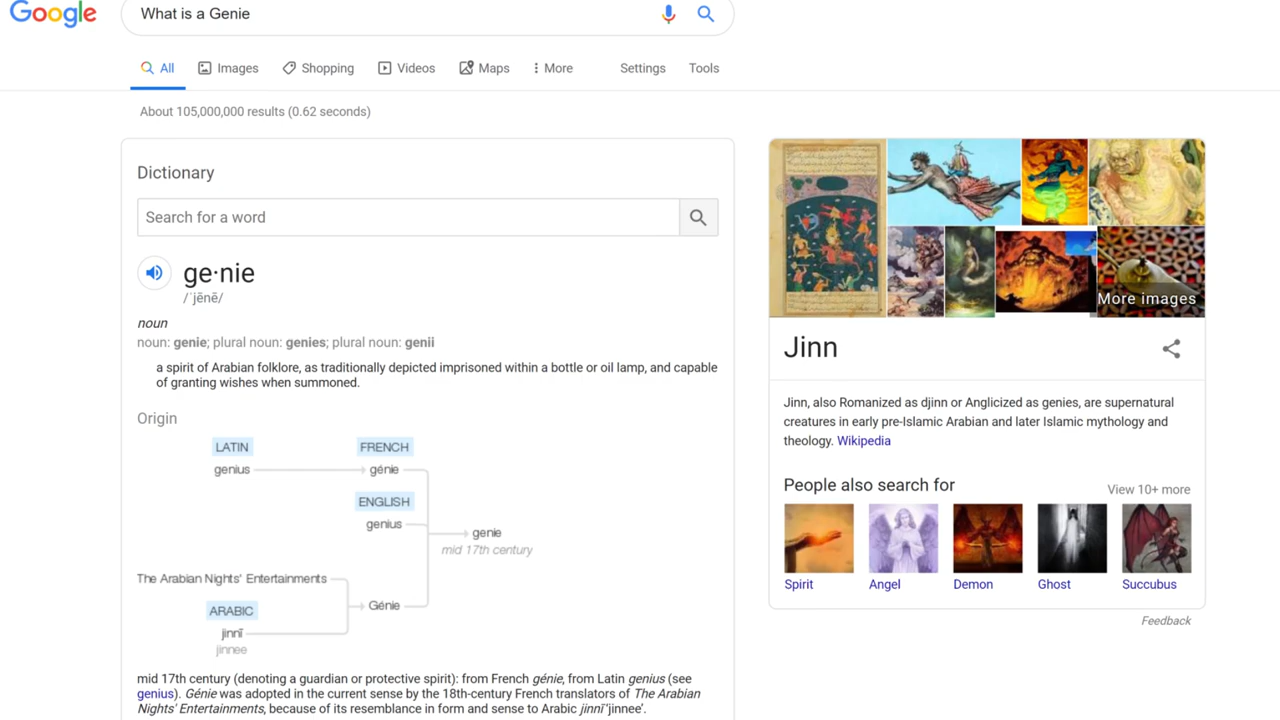 Google
What is a Genie
All Images Shopping Videos Maps More Settings Tools
About 105,000,000 results (0.62 seconds)
Dictionary
Search for a word
ge·nie
/ˈjēnē/
noun
noun: genie; plural noun: genies; plural noun: genii
a spirit of Arabian folklore, as traditionally depicted imprisoned within a bottle or oil lamp, and capable
of granting wishes when summoned.
Origin
LATIN FRENCH
genius génie
ENGLISH
genius
genie
mid 17th century
The Arabian Nights' Entertainments
Génie
ARABIC
jinnī
jinnee
mid 17th century (denoting a guardian or protective spirit): from French génie, from Latin genius (see
genius). Génie was adopted in the current sense by the 18th-century French translators of The Arabian
Nights' Entertainments, because of its resemblance in form and sense to Arabic jinnī 'jinnee'.
More images
Jinn
Jinn, also Romanized as djinn or Anglicized as genies, are supernatural
creatures in early pre-Islamic Arabian and later Islamic mythology and
theology. Wikipedia
People also search for View 10+ more
Spirit Angel Demon Ghost Succubus
Feedback